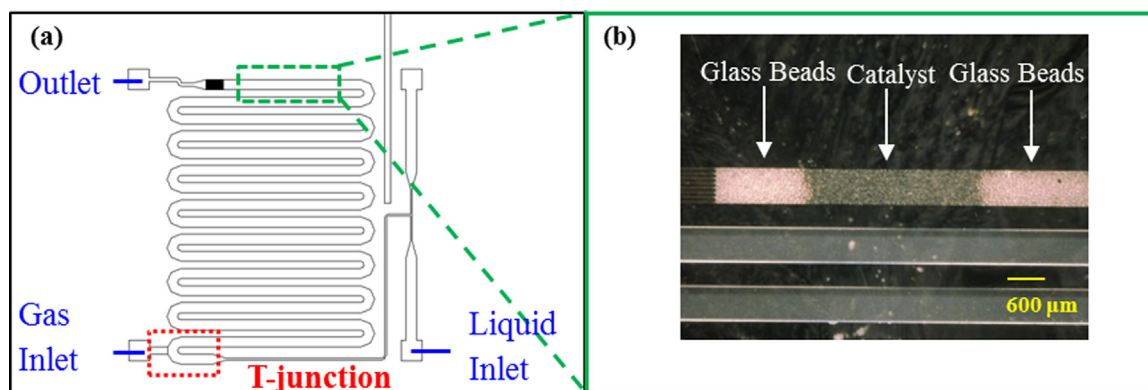 (a)
Outlet
Gas
Inlet
T-junction
Liquid
Inlet
(b)
Glass Beads Catalyst Glass Beads
600 µm